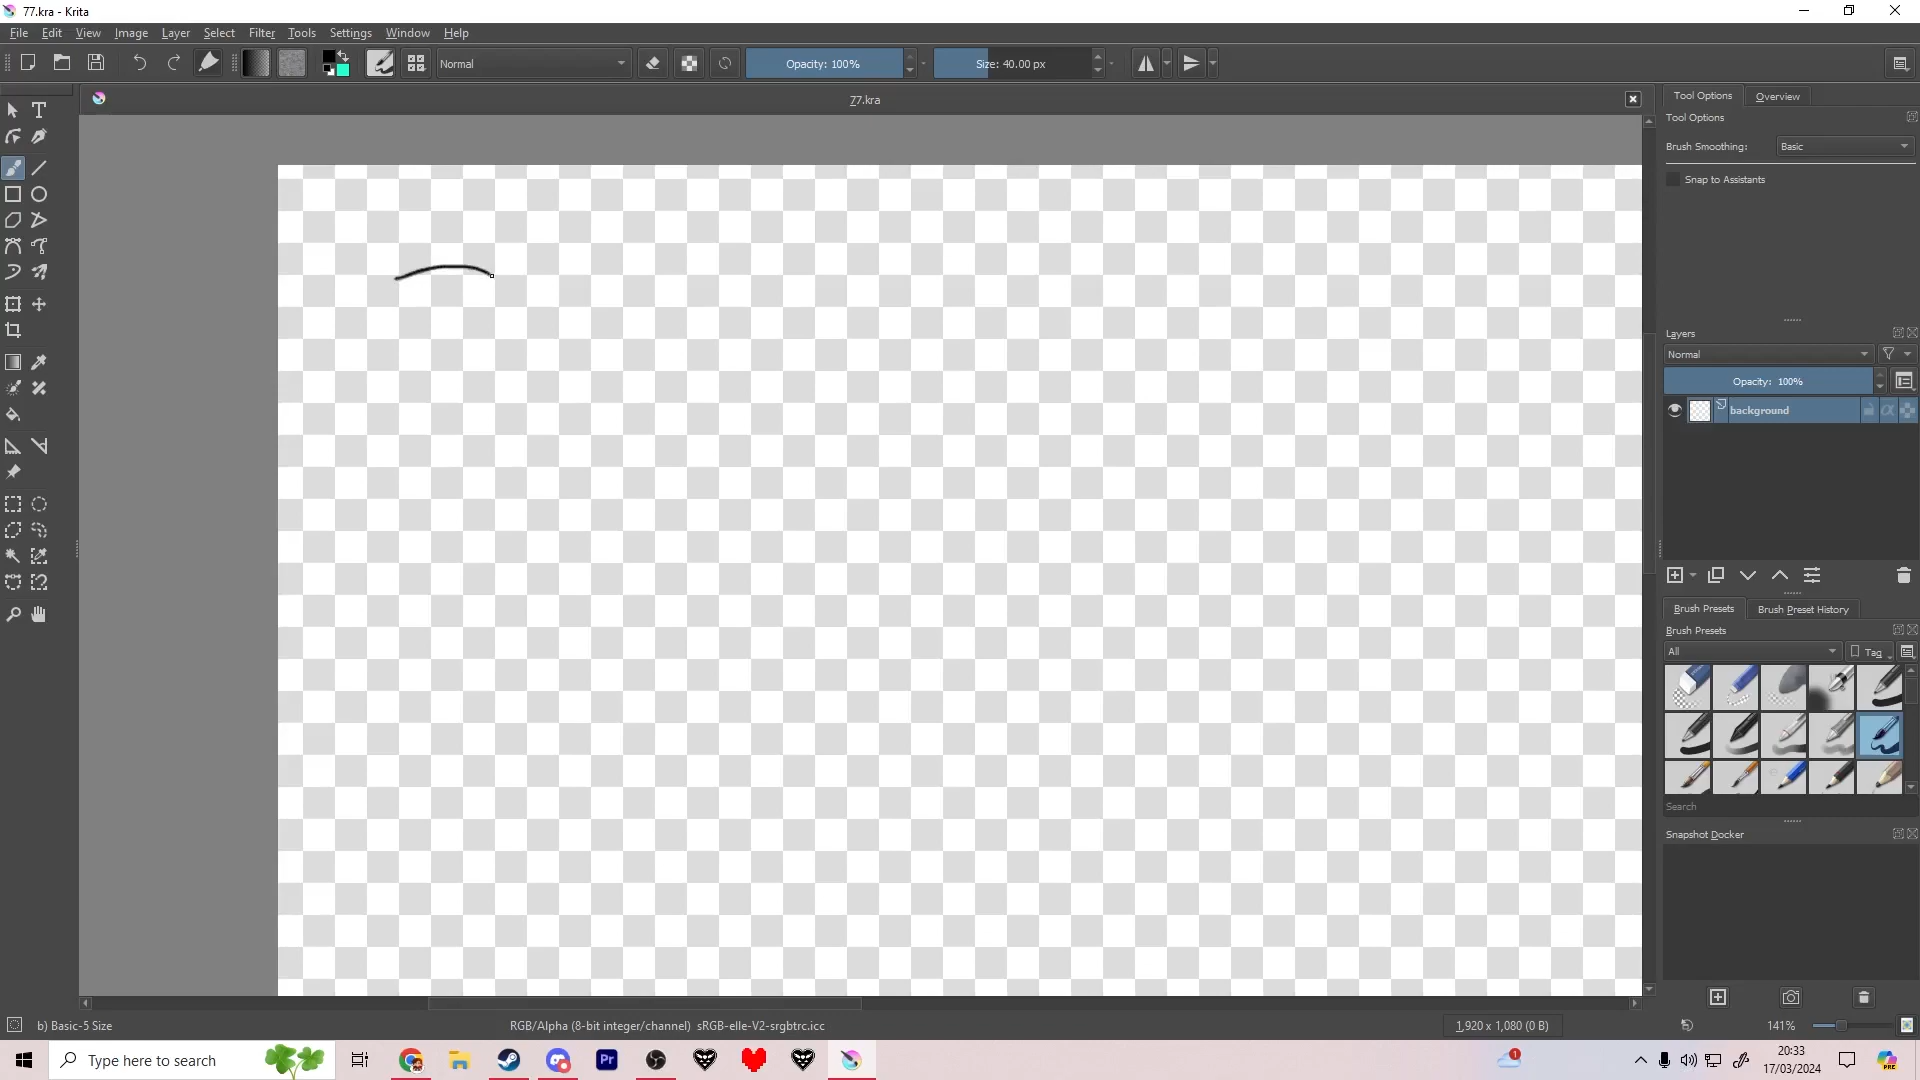 77.kra - Krita
File Edit View Image Layer Select Filter Tools Settings Window Help
Normal
Opacity: 100%
Size: 40.00 px
77.kra
Tool Options
Overview
Tool Options
Brush Smoothing: Basic
Snap to Assistants
Layers
Normal
Opacity: 100%
background
Brush Presets
Brush Preset History
Brush Presets
All
Tag
Search
Snapshot Docker
b) Basic-5 Size
RGB/Alpha (8-bit integer/channel) sRGB-elle-V2-srgbtrc.icc
1,920 x 1,080 (0 B)
141%
Type here to search
Pr
1
20:33
17/03/2024
PRE